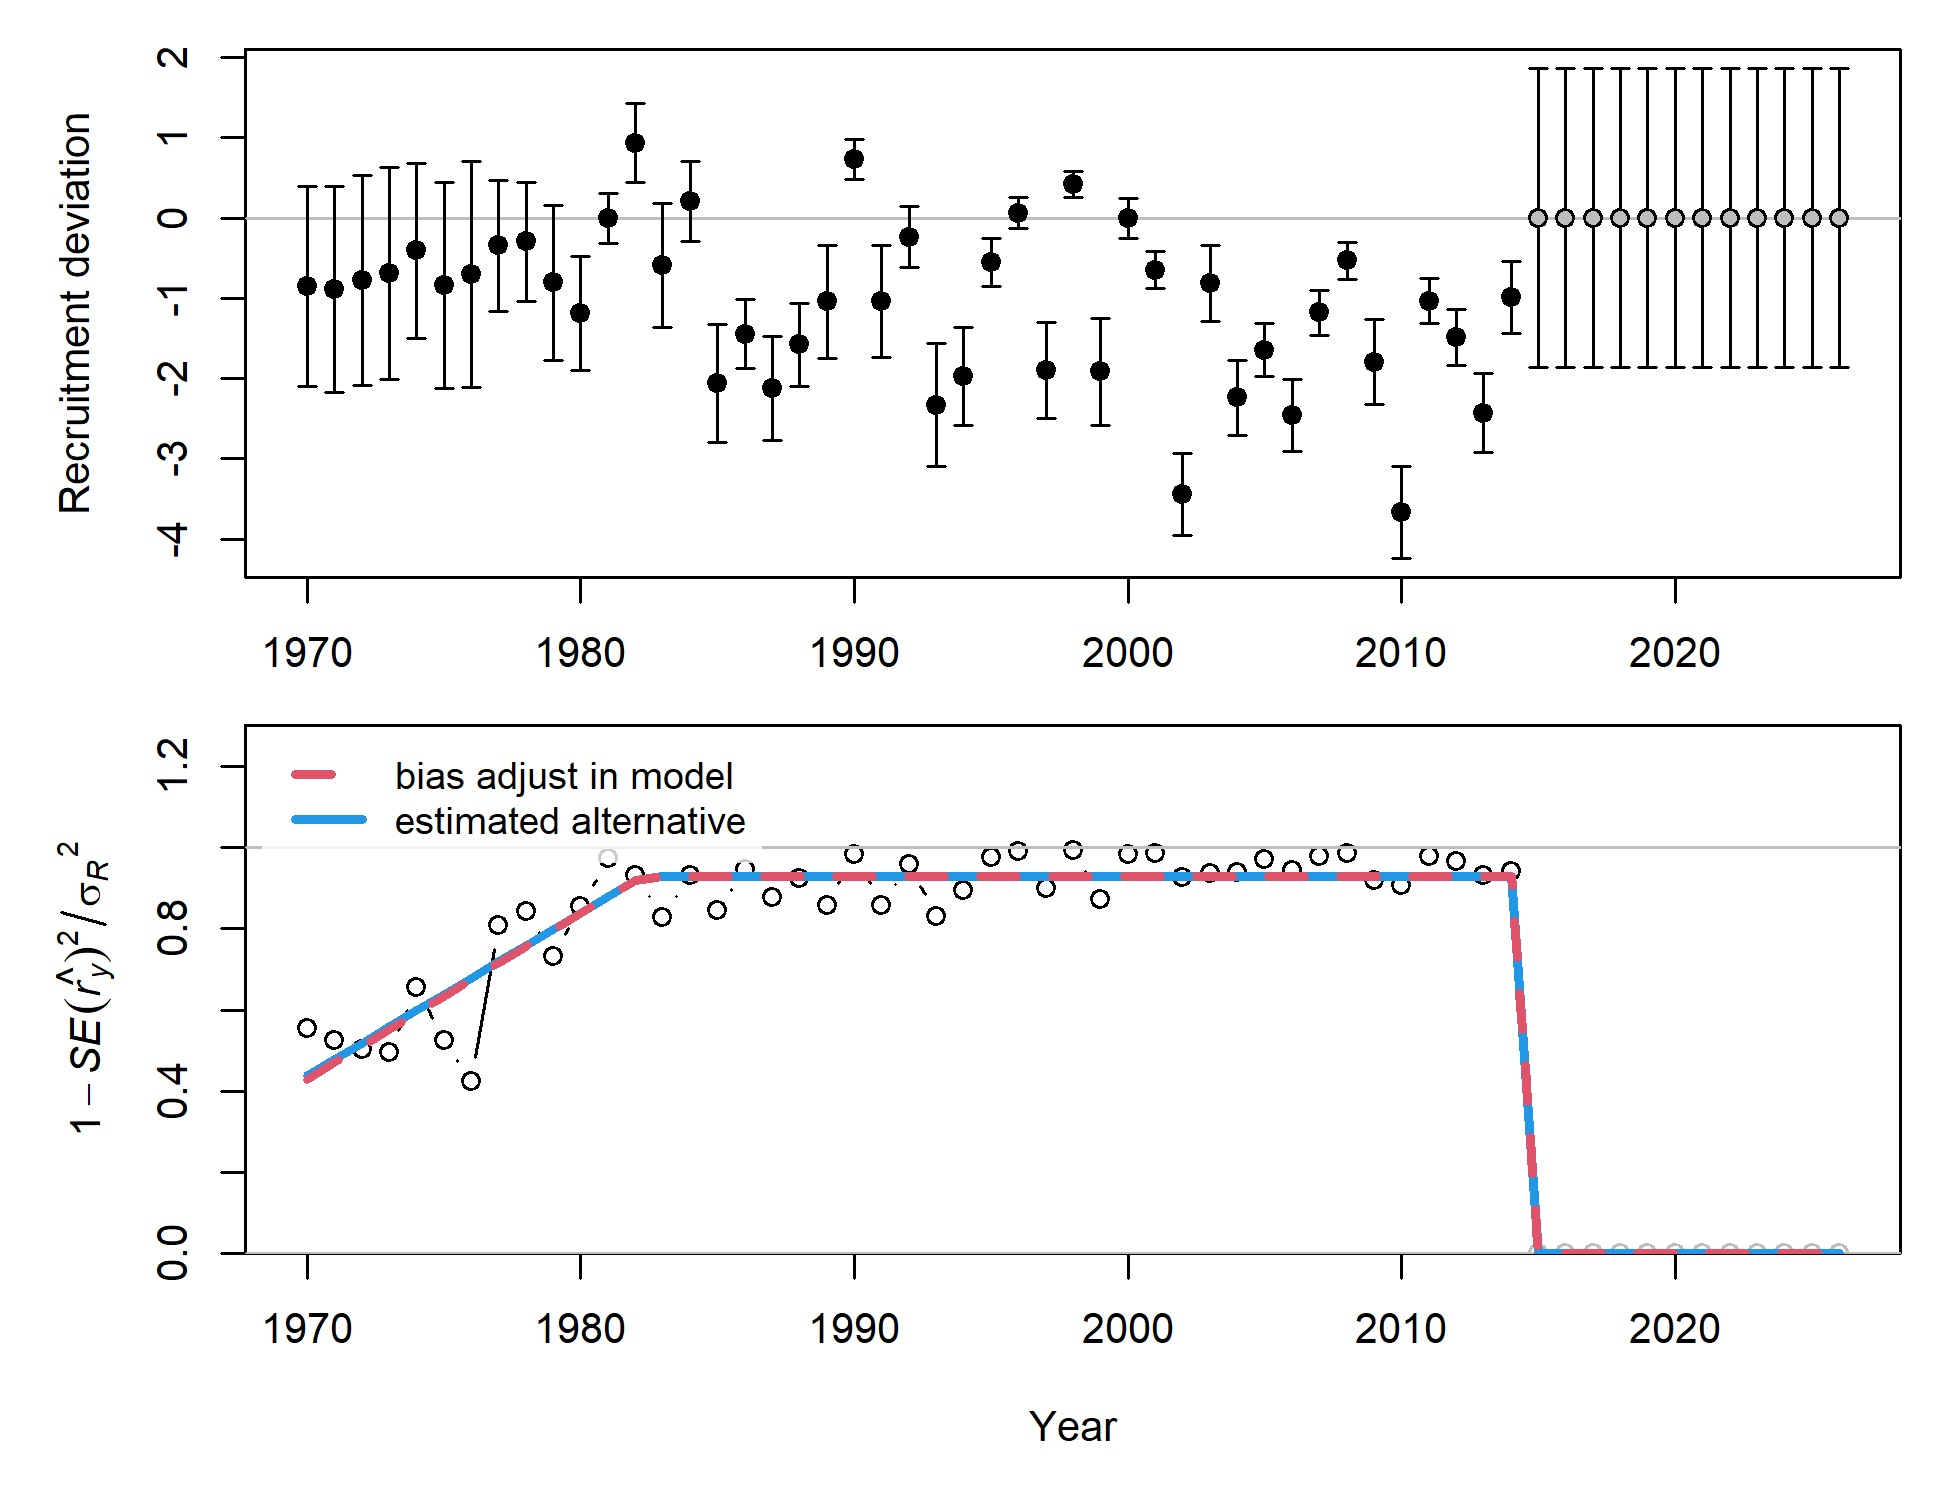 Recruitment deviation
2
1
0
-1
-2
-3
-4
1970 1980 1990 2000 2010 2020
bias adjust in model
estimated alternative
1 − SE(r̂y)² / σR²
1.2
0.8
0.4
0.0
1970 1980 1990 2000 2010 2020
Year